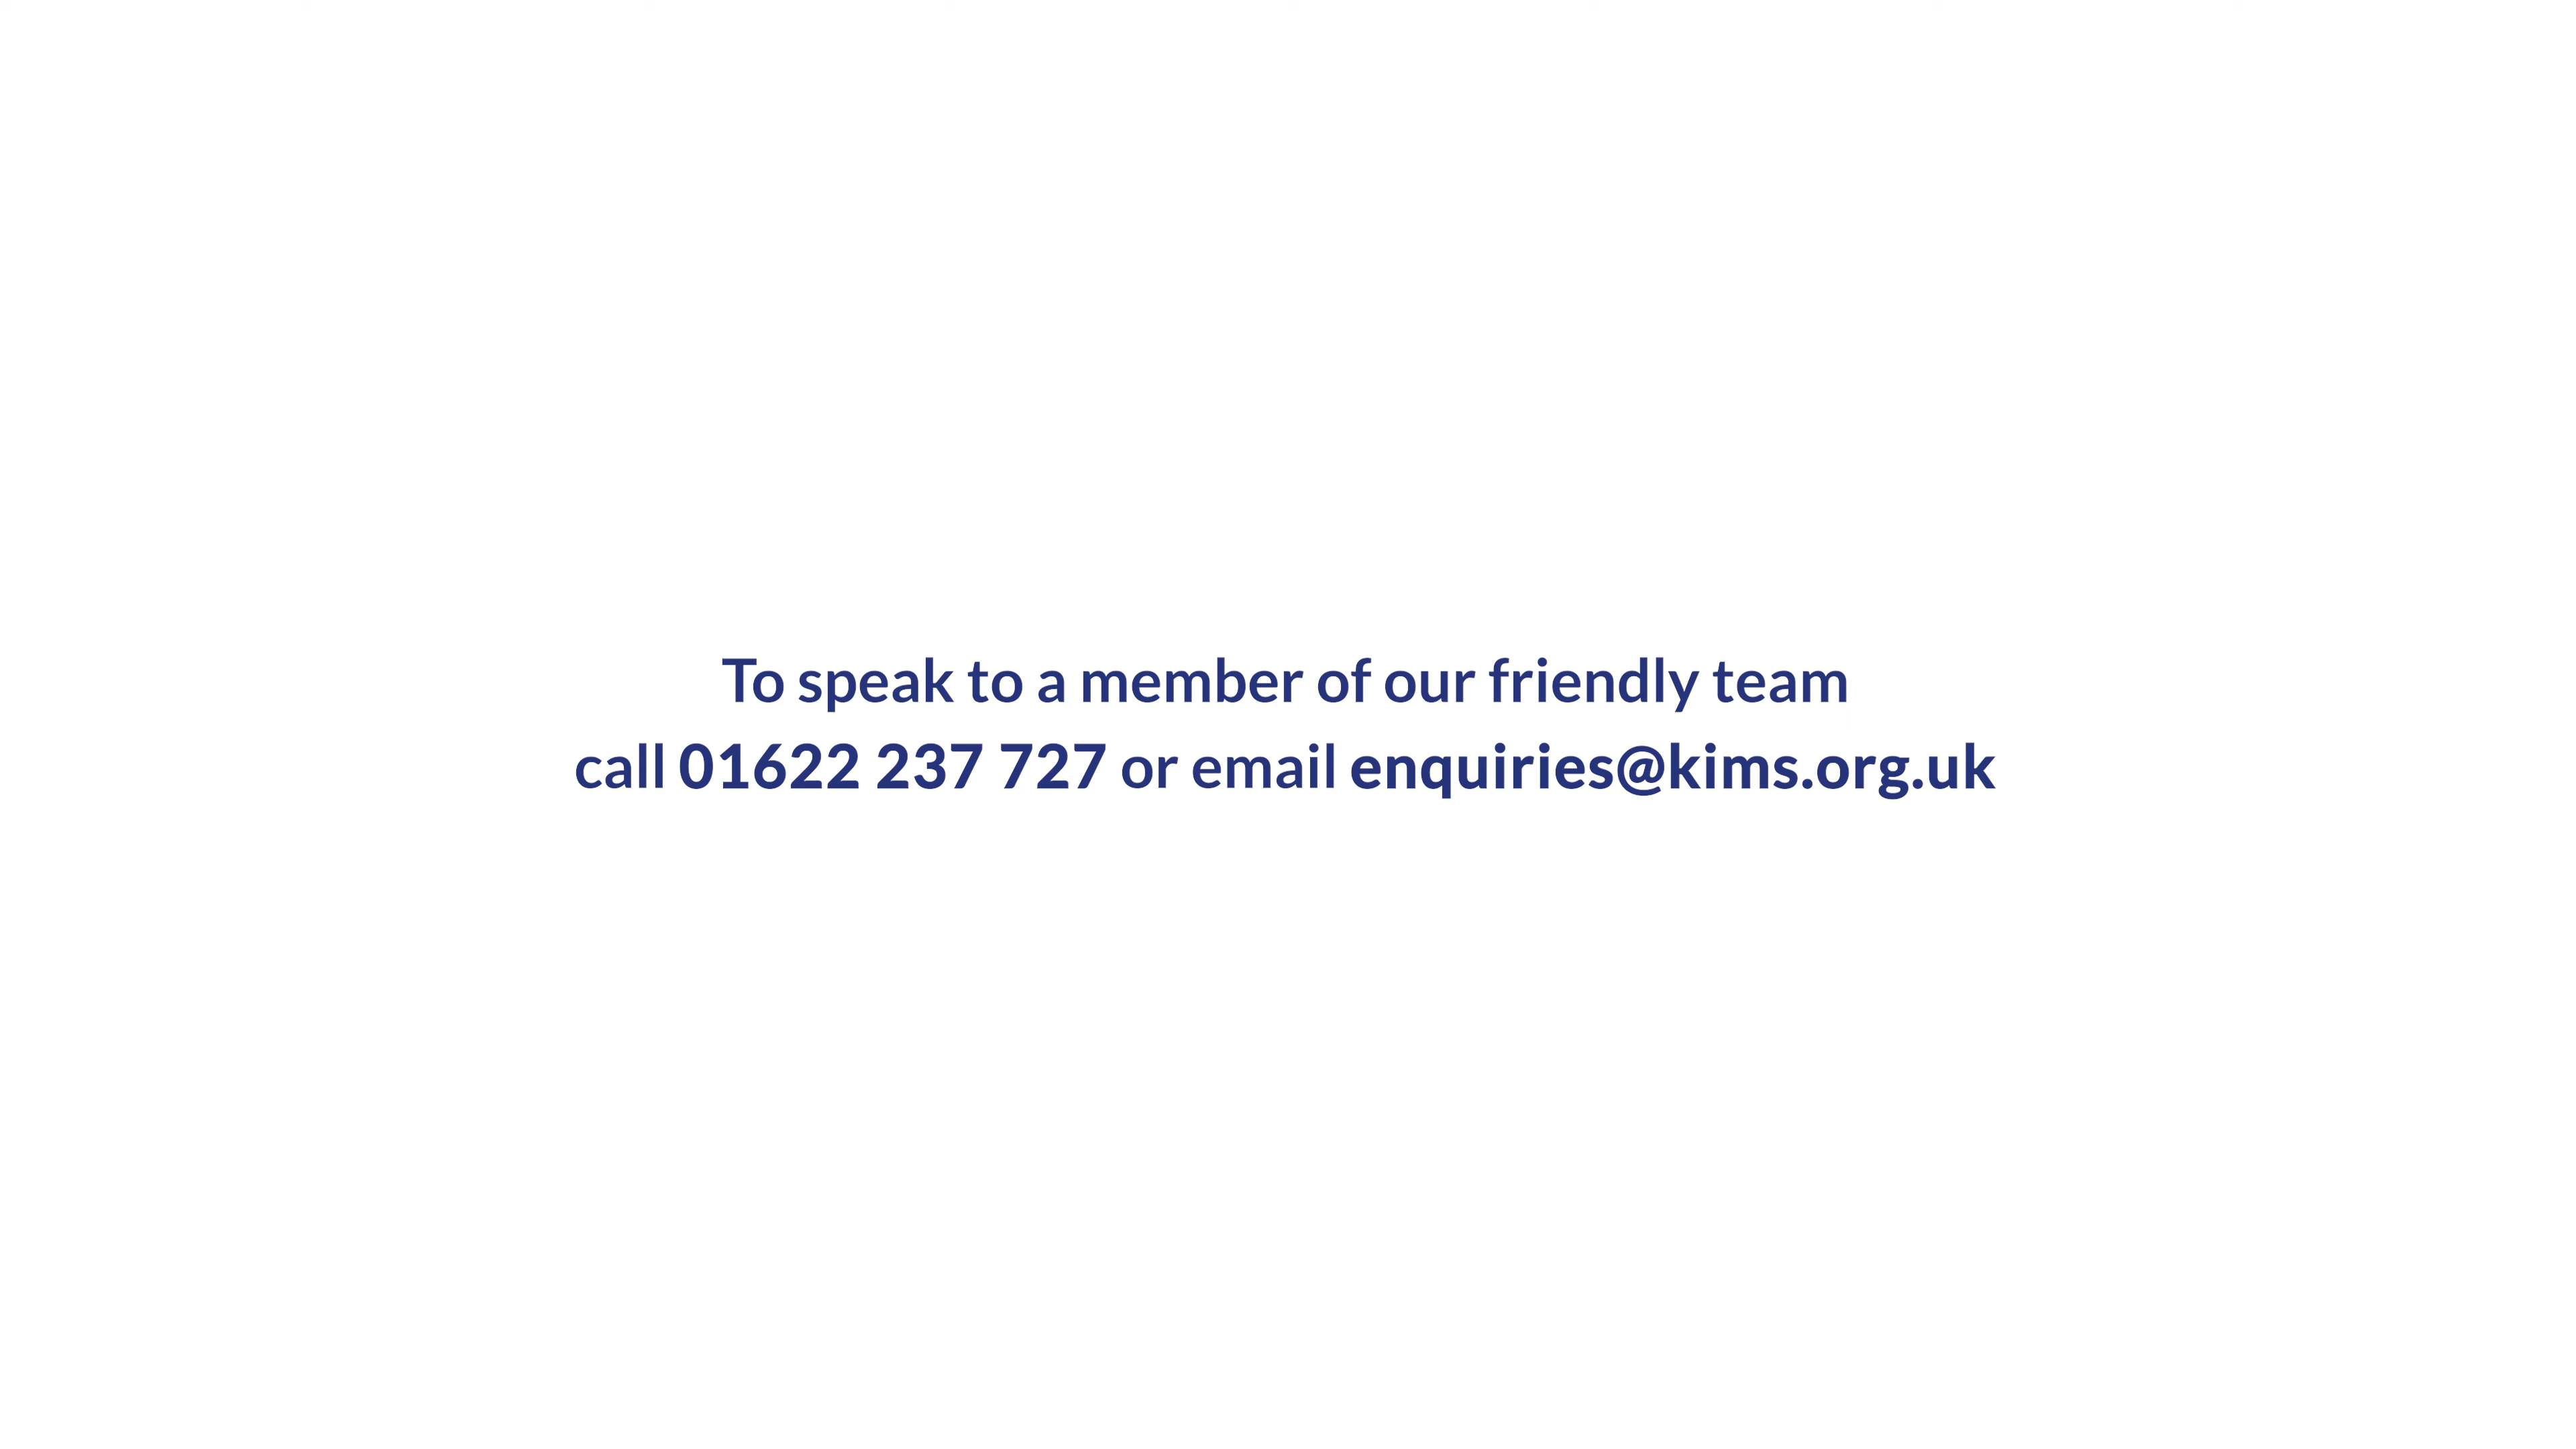 To speak to a member of our friendly team
call 01622 237 727 or email enquiries@kims.org.uk